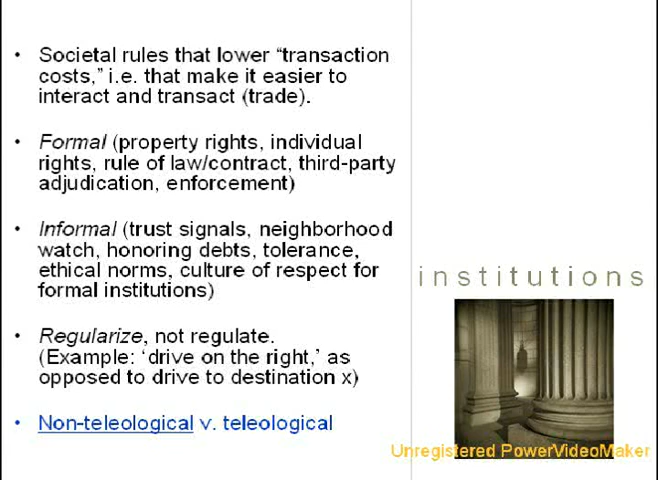 • Societal rules that lower “transaction
costs,” i.e. that make it easier to
interact and transact (trade).
• Formal (property rights, individual
rights, rule of law/contract, third-party
adjudication, enforcement)
• Informal (trust signals, neighborhood
watch, honoring debts, tolerance,
ethical norms, culture of respect for
formal institutions)
• Regularize, not regulate.
(Example: ‘drive on the right,’ as
opposed to drive to destination x)
• Non-teleological v. teleological
institutions
Unregistered PowerVideoMaker